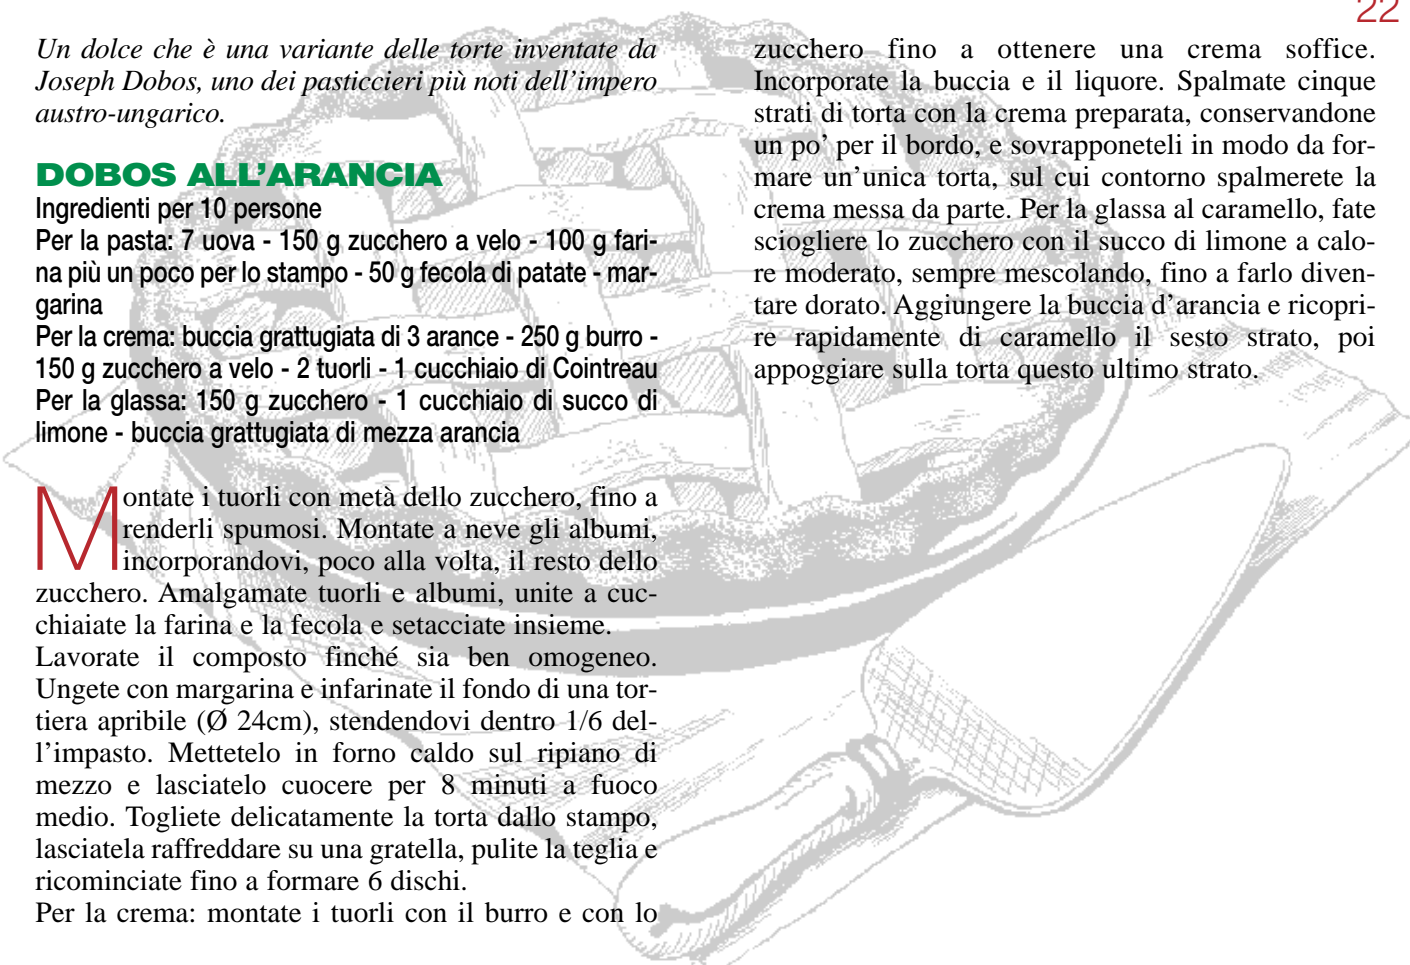 22
Un dolce che è una variante delle torte inventate da
Joseph Dobos, uno dei pasticcieri più noti dell’impero
austro-ungarico.
DOBOS ALL’ARANCIA
Ingredienti per 10 persone
Per la pasta: 7 uova - 150 g zucchero a velo - 100 g fari-
na più un poco per lo stampo - 50 g fecola di patate - mar-
garina
Per la crema: buccia grattugiata di 3 arance - 250 g burro -
150 g zucchero a velo - 2 tuorli - 1 cucchiaio di Cointreau
Per la glassa: 150 g zucchero - 1 cucchiaio di succo di
limone - buccia grattugiata di mezza arancia
Montate i tuorli con metà dello zucchero, fino a
renderli spumosi. Montate a neve gli albumi,
incorporandovi, poco alla volta, il resto dello
zucchero. Amalgamate tuorli e albumi, unite a cuc-
chiaiate la farina e la fecola e setacciate insieme.
Lavorate il composto finché sia ben omogeneo.
Ungete con margarina e infarinate il fondo di una tor-
tiera apribile (Ø 24cm), stendendovi dentro 1/6 del-
l’impasto. Mettetelo in forno caldo sul ripiano di
mezzo e lasciatelo cuocere per 8 minuti a fuoco
medio. Togliete delicatamente la torta dallo stampo,
lasciatela raffreddare su una gratella, pulite la teglia e
ricominciate fino a formare 6 dischi.
Per la crema: montate i tuorli con il burro e con lo
zucchero fino a ottenere una crema soffice.
Incorporate la buccia e il liquore. Spalmate cinque
strati di torta con la crema preparata, conservandone
un po’ per il bordo, e sovrapponeteli in modo da for-
mare un’unica torta, sul cui contorno spalmerete la
crema messa da parte. Per la glassa al caramello, fate
sciogliere lo zucchero con il succo di limone a calo-
re moderato, sempre mescolando, fino a farlo diven-
tare dorato. Aggiungere la buccia d’arancia e ricopri-
re rapidamente di caramello il sesto strato, poi
appoggiare sulla torta questo ultimo strato.